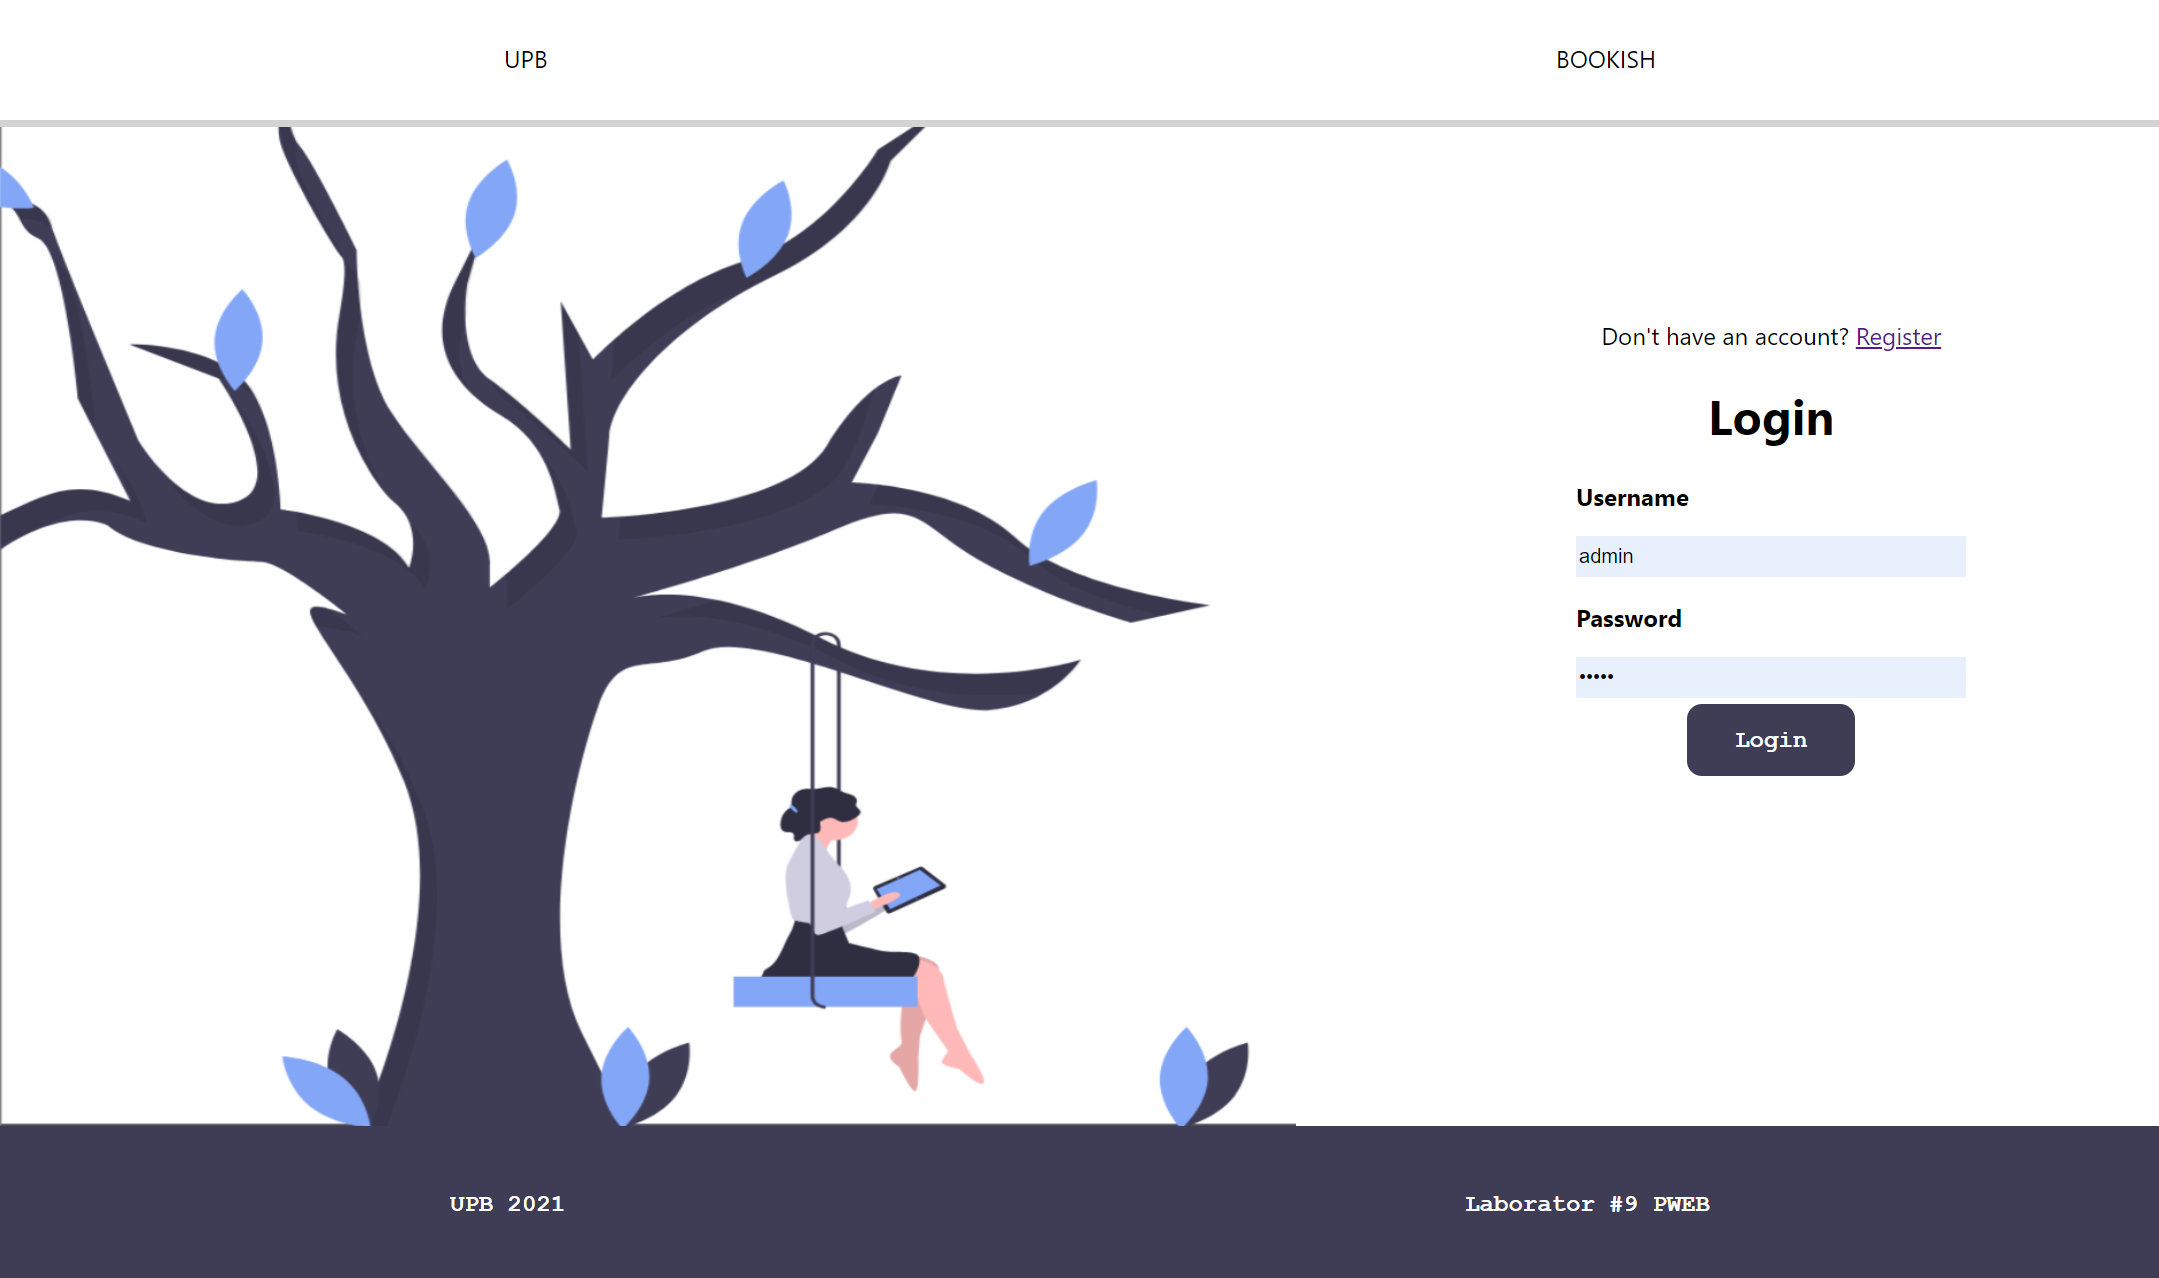 UPB
BOOKISH
Don't have an account? Register
Login
Username
admin
Password
•••••
Login
UPB 2021
Laborator #9 PWEB